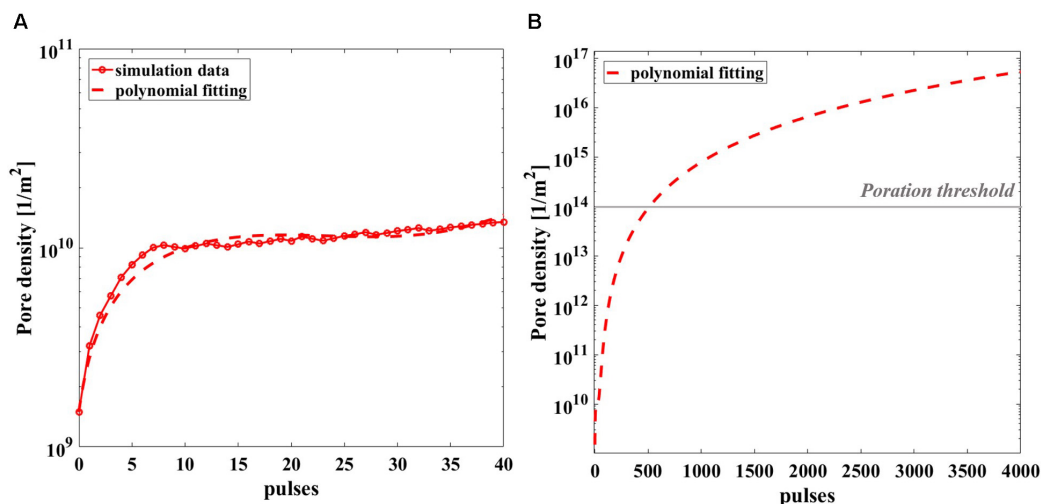 A
10^11
simulation data
polynomial fitting
Pore density [1/m^2]
10^10
10^9
0 5 10 15 20 25 30 35 40
pulses
B
10^17
polynomial fitting
10^16
10^15
Poration threshold
10^14
Pore density [1/m^2]
10^13
10^12
10^11
10^10
0 500 1000 1500 2000 2500 3000 3500 4000
pulses